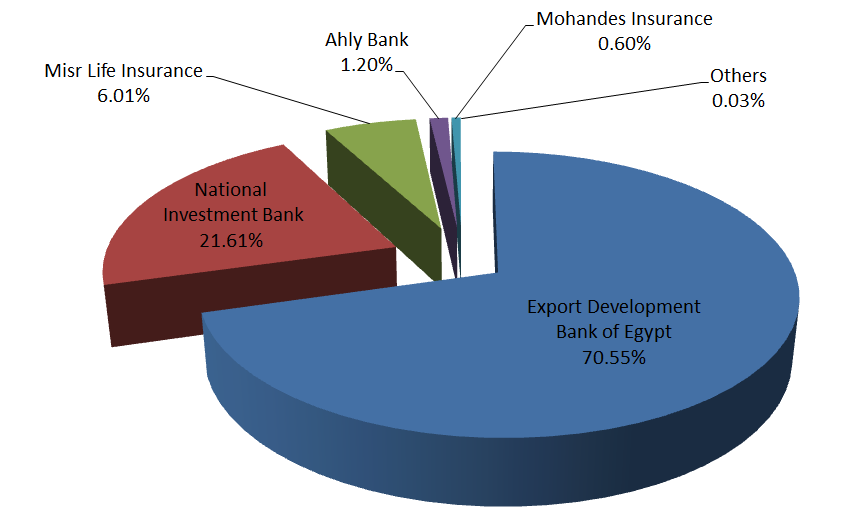 Mohandes Insurance
0.60%
Ahly Bank
1.20%
Misr Life Insurance
6.01%
Others
0.03%
National
Investment Bank
21.61%
Export Development
Bank of Egypt
70.55%